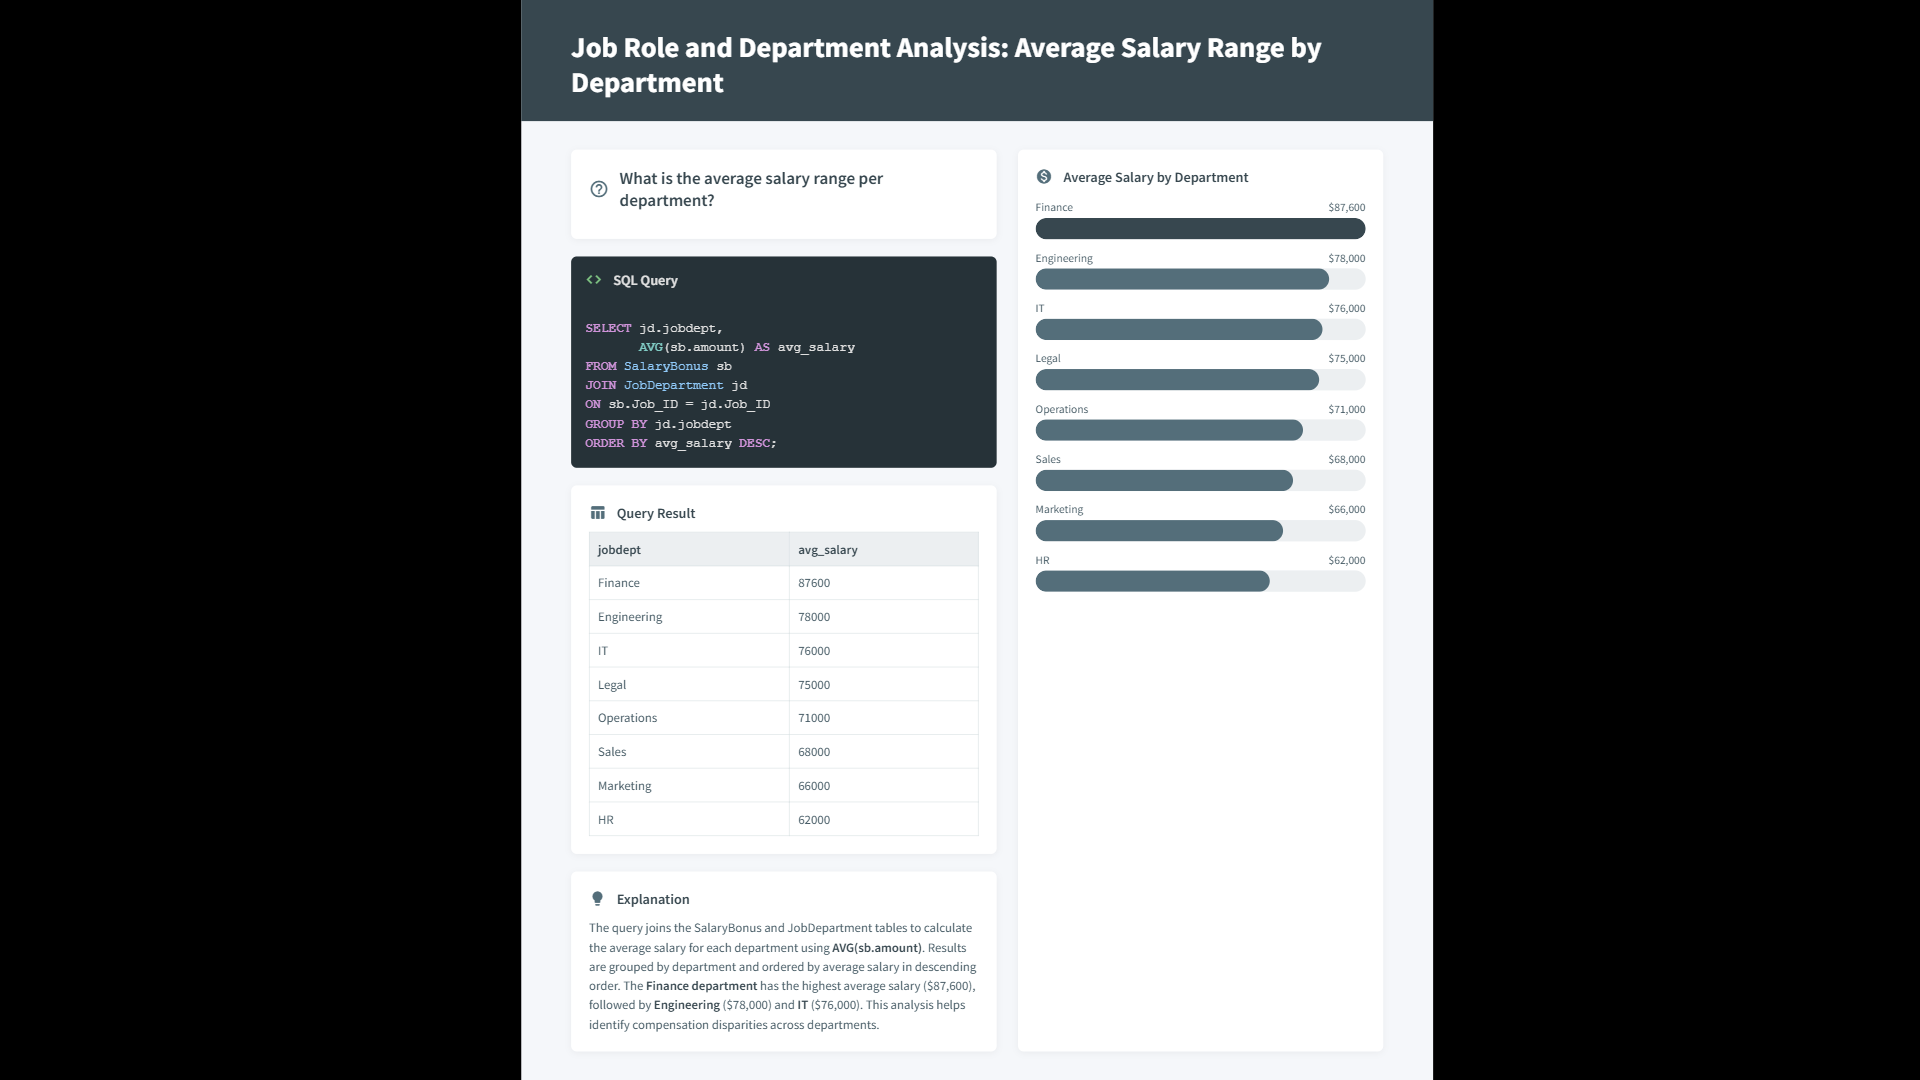 Job Role and Department Analysis: Average Salary Range by
Department
What is the average salary range per
department?
SQL Query
SELECT jd.jobdept,
       AVG(sb.amount) AS avg_salary
FROM SalaryBonus sb
JOIN JobDepartment jd
ON sb.Job_ID = jd.Job_ID
GROUP BY jd.jobdept
ORDER BY avg_salary DESC;
Query Result
jobdept avg_salary
Finance 87600
Engineering 78000
IT 76000
Legal 75000
Operations 71000
Sales 68000
Marketing 66000
HR 62000
Explanation
The query joins the SalaryBonus and JobDepartment tables to calculate
the average salary for each department using AVG(sb.amount). Results
are grouped by department and ordered by average salary in descending
order. The Finance department has the highest average salary ($87,600),
followed by Engineering ($78,000) and IT ($76,000). This analysis helps
identify compensation disparities across departments.
Average Salary by Department
Finance $87,600
Engineering $78,000
IT $76,000
Legal $75,000
Operations $71,000
Sales $68,000
Marketing $66,000
HR $62,000